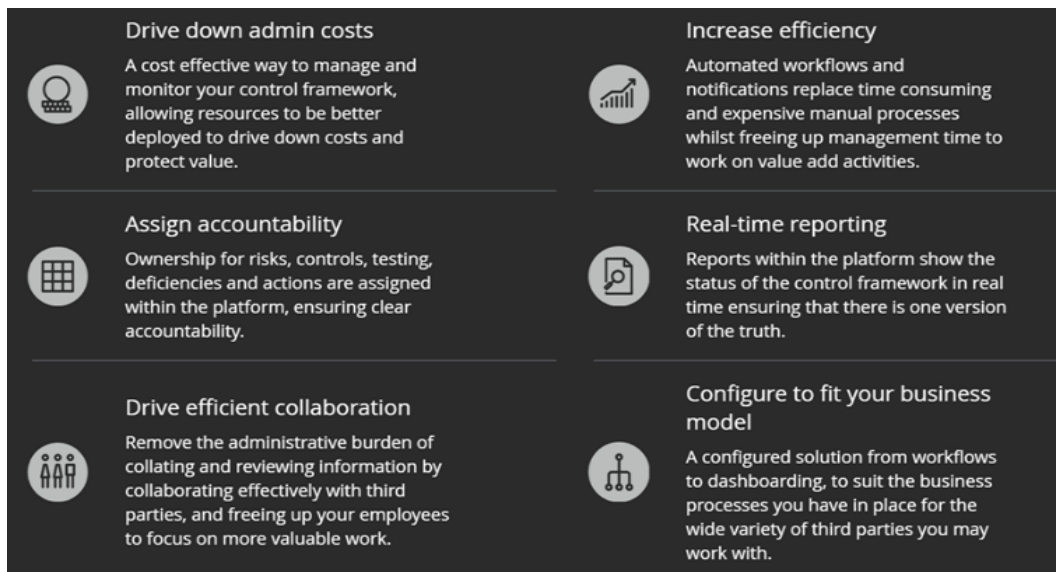 Drive down admin costs
A cost effective way to manage and
monitor your control framework,
allowing resources to be better
deployed to drive down costs and
protect value.
Increase efficiency
Automated workflows and
notifications replace time consuming
and expensive manual processes
whilst freeing up management time to
work on value add activities.
Assign accountability
Ownership for risks, controls, testing,
deficiencies and actions are assigned
within the platform, ensuring clear
accountability.
Real-time reporting
Reports within the platform show the
status of the control framework in real
time ensuring that there is one version
of the truth.
Drive efficient collaboration
Remove the administrative burden of
collating and reviewing information by
collaborating effectively with third
parties, and freeing up your employees
to focus on more valuable work.
Configure to fit your business
model
A configured solution from workflows
to dashboarding, to suit the business
processes you have in place for the
wide variety of third parties you may
work with.